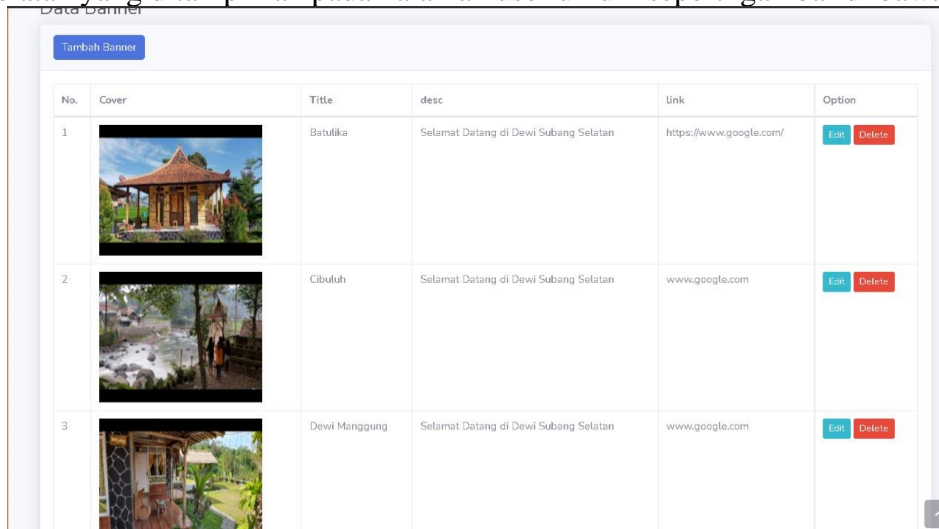 Data Banner
Tambah Banner
No. Cover Title desc link Option
1 Batulika Selamat Datang di Dewi Subang Selatan https://www.google.com/ Edit Delete
2 Cibuluh Selamat Datang di Dewi Subang Selatan www.google.com Edit Delete
3 Dewi Manggung Selamat Datang di Dewi Subang Selatan www.google.com Edit Delete